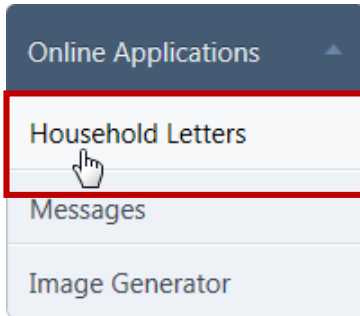 Online Applications
Household Letters
Messages
Image Generator